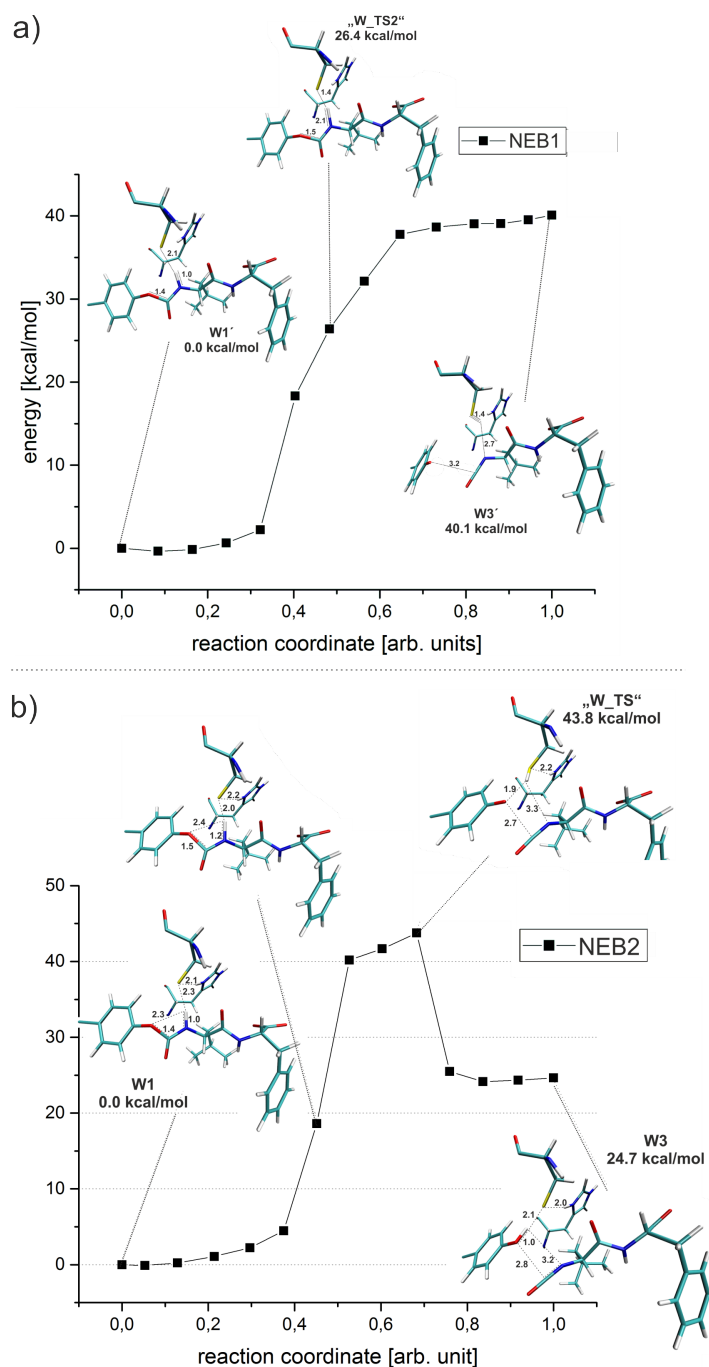 a)
„W_TS2“
26.4 kcal/mol
1.4
2.1
1.5
NEB1
40
30
20
10
0
energy [kcal/mol]
2.1
1.0
1.4
W1´
0.0 kcal/mol
1.4
2.7
3.2
W3´
40.1 kcal/mol
0,0 0,2 0,4 0,6 0,8 1,0
reaction coordinate [arb. units]
b)
„W_TS“
43.8 kcal/mol
2.2
1.9
3.3
2.7
2.2
2.0
2.4
1.2
1.5
50
40
30
20
10
0
NEB2
2.1
2.3
2.3
1.0
1.4
W1
0.0 kcal/mol
W3
24.7 kcal/mol
2.0
2.1
1.0
3.2
2.8
0,0 0,2 0,4 0,6 0,8 1,0
reaction coordinate [arb. unit]